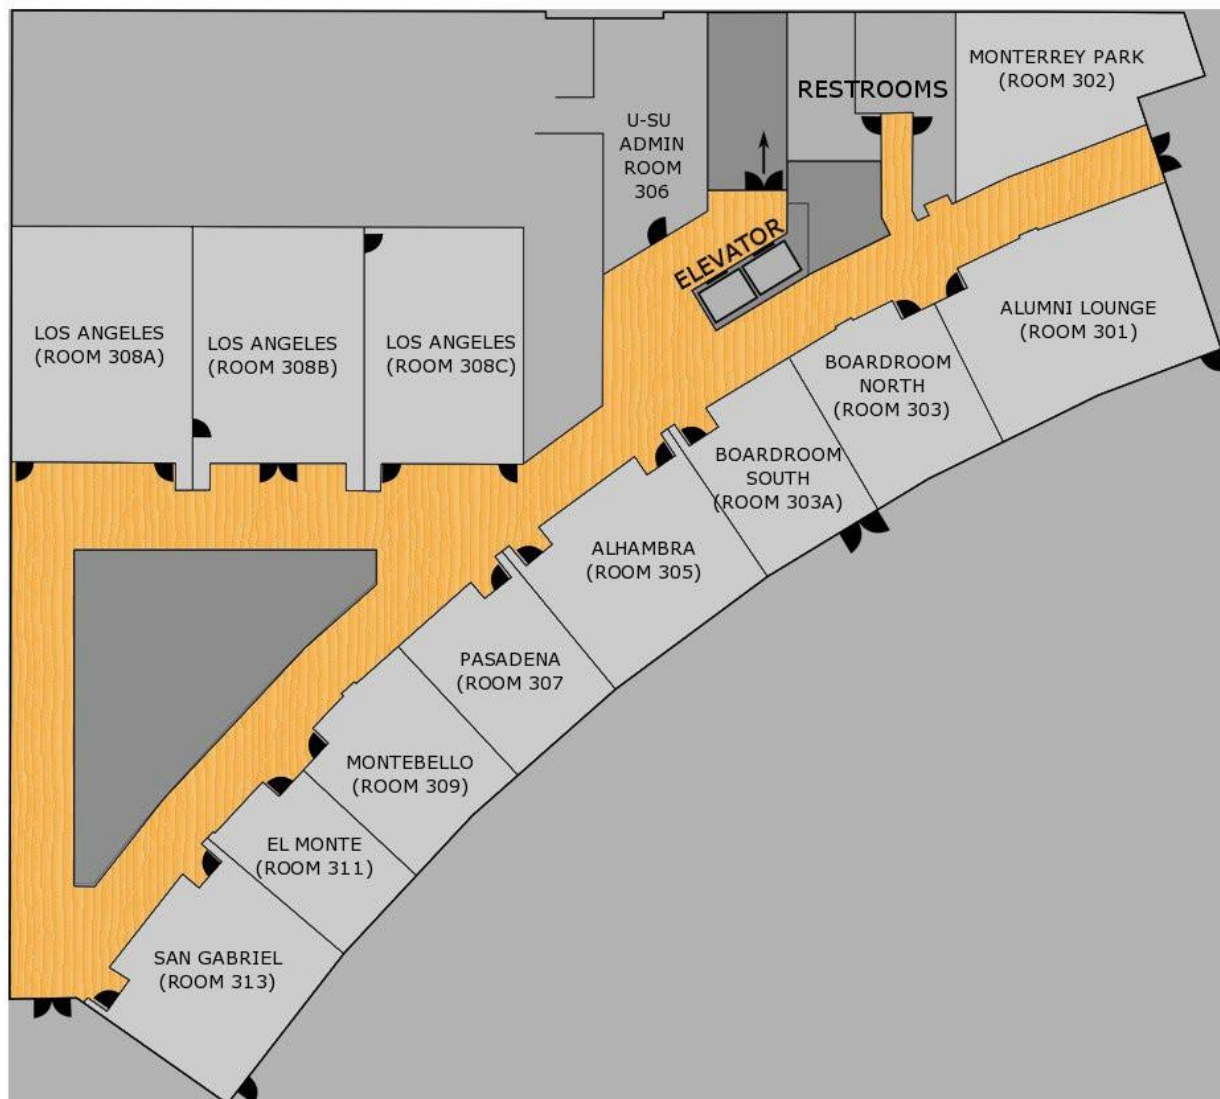 MONTERREY PARK
(ROOM 302)
RESTROOMS
U-SU
ADMIN
ROOM
306
ELEVATOR
ALUMNI LOUNGE
(ROOM 301)
LOS ANGELES
(ROOM 308A)
LOS ANGELES
(ROOM 308B)
LOS ANGELES
(ROOM 308C)
BOARDROOM
NORTH
(ROOM 303)
BOARDROOM
SOUTH
(ROOM 303A)
ALHAMBRA
(ROOM 305)
PASADENA
(ROOM 307
MONTEBELLO
(ROOM 309)
EL MONTE
(ROOM 311)
SAN GABRIEL
(ROOM 313)